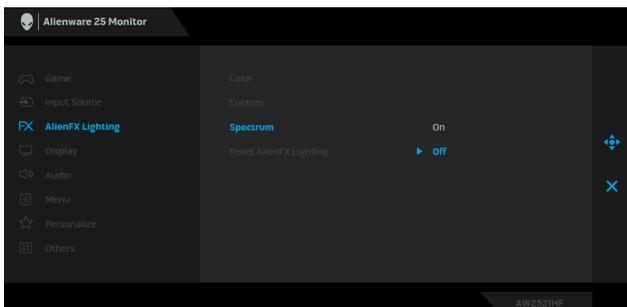 Alienware 25 Monitor
Game
Color
Input Source
Custom
FX AlienFX Lighting
Spectrum
On
Display
Reset AlienFX Lighting
Off
Audio
Menu
Personalize
Others
AW2521HF